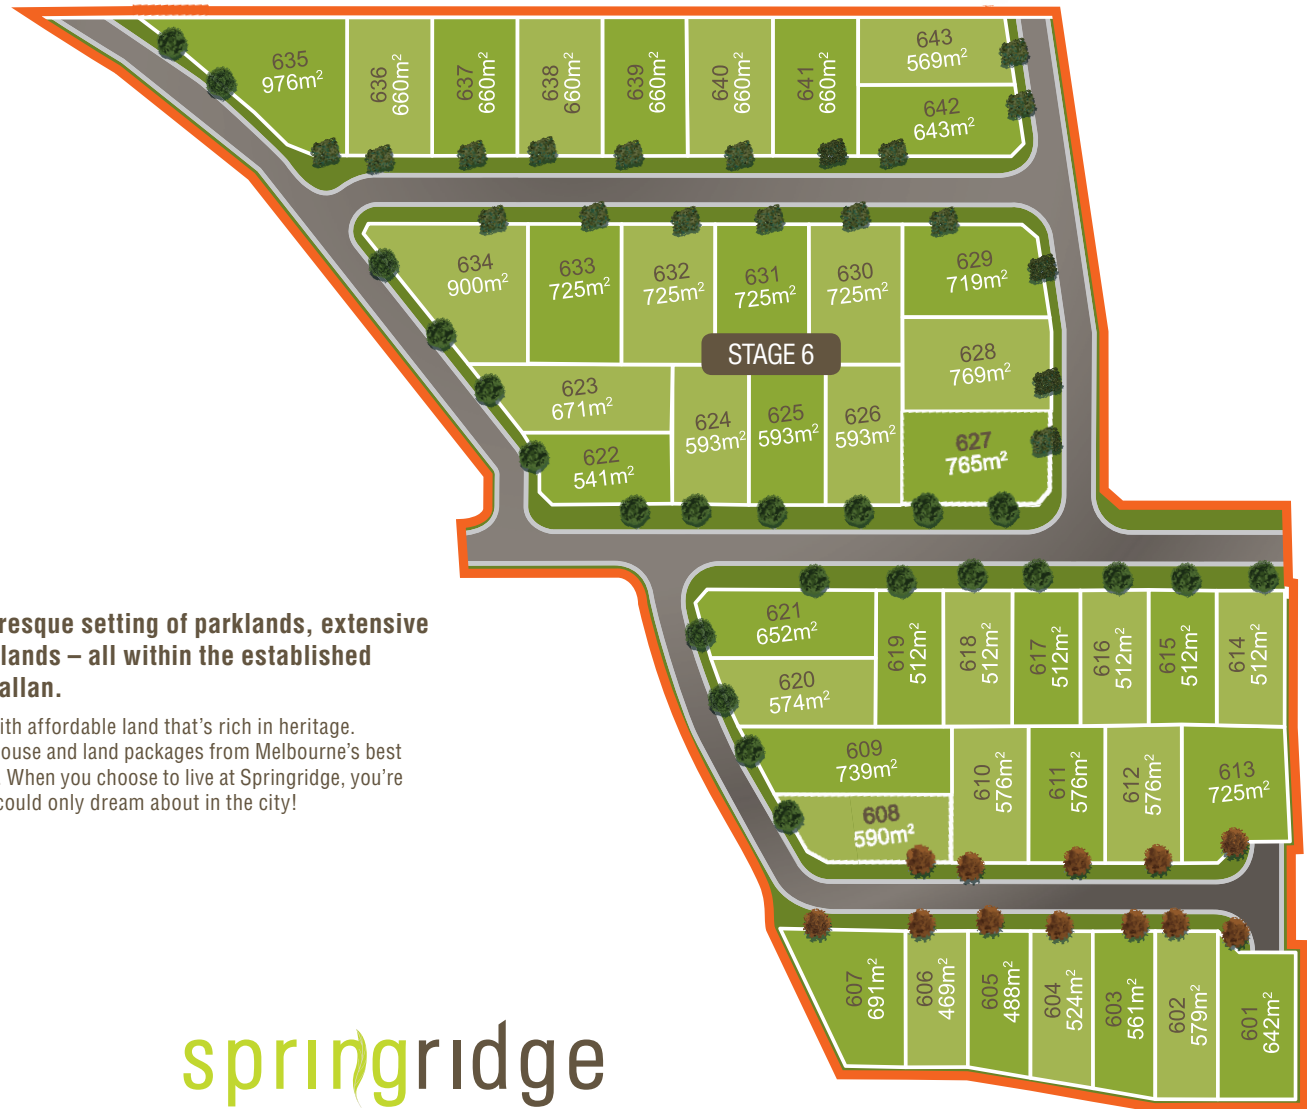 635
976m²
636
660m²
637
660m²
638
660m²
639
660m²
640
660m²
641
660m²
643
569m²
642
643m²
634
900m²
633
725m²
632
725m²
631
725m²
630
725m²
629
719m²
STAGE 6
628
769m²
623
671m²
624
593m²
625
593m²
626
593m²
627
765m²
622
541m²
resque setting of parklands, extensive
lands – all within the established
allan.
ith affordable land that's rich in heritage.
ouse and land packages from Melbourne's best
. When you choose to live at Springridge, you're
could only dream about in the city!
621
652m²
619
512m²
618
512m²
617
512m²
616
512m²
615
512m²
614
512m²
620
574m²
609
739m²
610
576m²
611
576m²
612
576m²
613
725m²
608
590m²
607
691m²
606
469m²
605
488m²
604
524m²
603
561m²
602
579m²
601
642m²
springridge